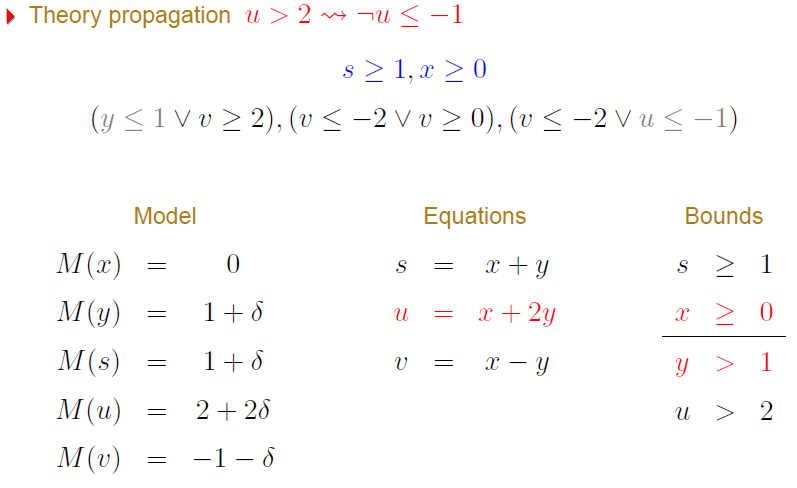 Theory propagation u > 2 ⇝ ¬u ≤ −1
s ≥ 1, x ≥ 0
(y ≤ 1 ∨ v ≥ 2), (v ≤ −2 ∨ v ≥ 0), (v ≤ −2 ∨ u ≤ −1)
Model Equations Bounds
M(x) = 0 s = x + y s ≥ 1
M(y) = 1 + δ u = x + 2y x ≥ 0
M(s) = 1 + δ v = x − y y > 1
M(u) = 2 + 2δ u > 2
M(v) = −1 − δ